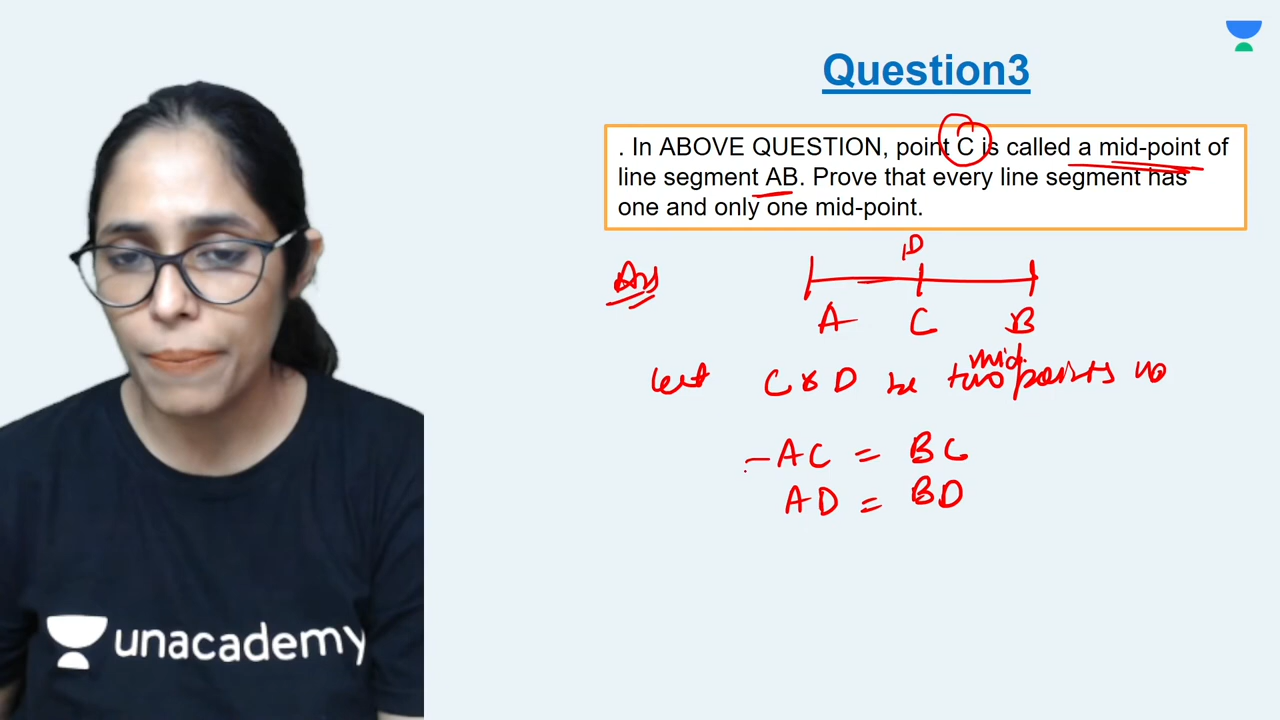 Question3
. In ABOVE QUESTION, point C is called a mid-point of
line segment AB. Prove that every line segment has
one and only one mid-point.
Ans
D
A C B
mid
Let C & D be two points
AC = BC
AD = BD
unacademy